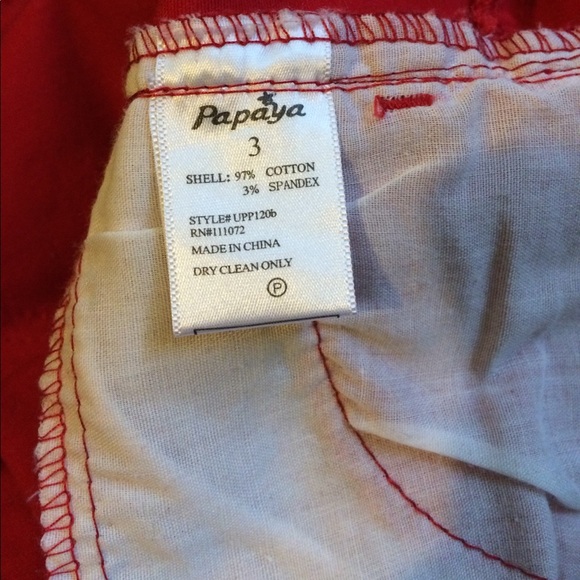 Papaya
3
SHELL: 97% COTTON
3% SPANDEX
STYLE# UPP120b
RN#111072
MADE IN CHINA
DRY CLEAN ONLY
P